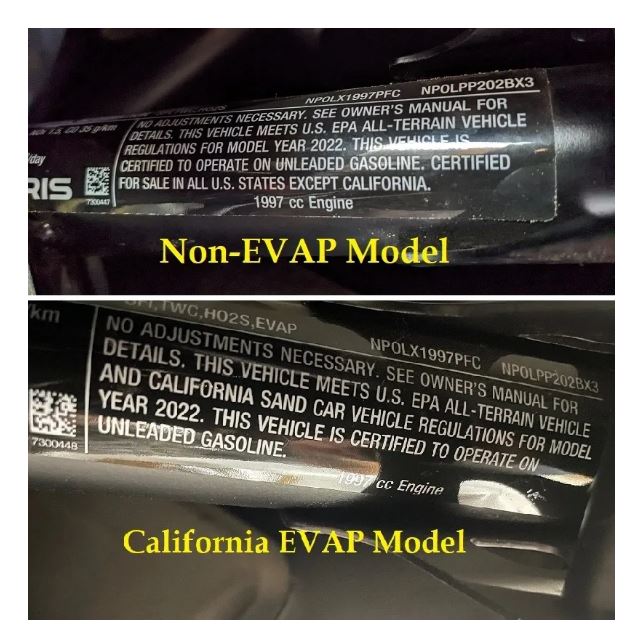 NPOLX1997PFC NPOLPP202BX3
NO ADJUSTMENTS NECESSARY. SEE OWNER'S MANUAL FOR
DETAILS. THIS VEHICLE MEETS U.S. EPA ALL-TERRAIN VEHICLE
REGULATIONS FOR MODEL YEAR 2022. THIS VEHICLE IS
CERTIFIED TO OPERATE ON UNLEADED GASOLINE. CERTIFIED
FOR SALE IN ALL U.S. STATES EXCEPT CALIFORNIA.
1997 cc Engine
35 g/km
/day
RIS
7300447
Non-EVAP Model
/km
SFI,TWC,HO2S,EVAP
NPOLX1997PFC NPOLPP202BX3
NO ADJUSTMENTS NECESSARY. SEE OWNER'S MANUAL FOR
DETAILS. THIS VEHICLE MEETS U.S. EPA ALL-TERRAIN VEHICLE
AND CALIFORNIA SAND CAR VEHICLE REGULATIONS FOR MODEL
YEAR 2022. THIS VEHICLE IS CERTIFIED TO OPERATE ON
UNLEADED GASOLINE.
1997 cc Engine
7300448
California EVAP Model